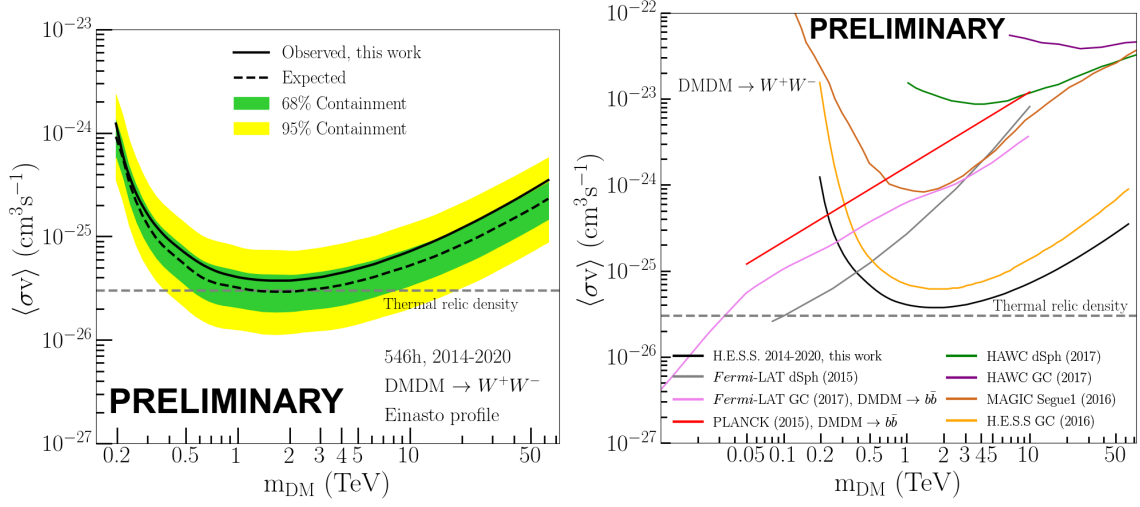 10⁻²³
10⁻²⁴
10⁻²⁵
10⁻²⁶
10⁻²⁷
⟨σv⟩ (cm³s⁻¹)
Observed, this work
Expected
68% Containment
95% Containment
Thermal relic density
546h, 2014-2020
DMDM → W⁺W⁻
Einasto profile
PRELIMINARY
0.2 0.5 1 2 3 4 5 10 50
m_DM (TeV)
10⁻²²
10⁻²³
10⁻²⁴
10⁻²⁵
10⁻²⁶
10⁻²⁷
⟨σv⟩ (cm³s⁻¹)
PRELIMINARY
DMDM → W⁺W⁻
Thermal relic density
H.E.S.S. 2014-2020, this work
Fermi-LAT dSph (2015)
Fermi-LAT GC (2017), DMDM → bb̄
PLANCK (2015), DMDM → bb̄
HAWC dSph (2017)
HAWC GC (2017)
MAGIC Segue1 (2016)
H.E.S.S GC (2016)
0.05 0.1 0.2 0.5 1 2 3 4 5 10 50
m_DM (TeV)